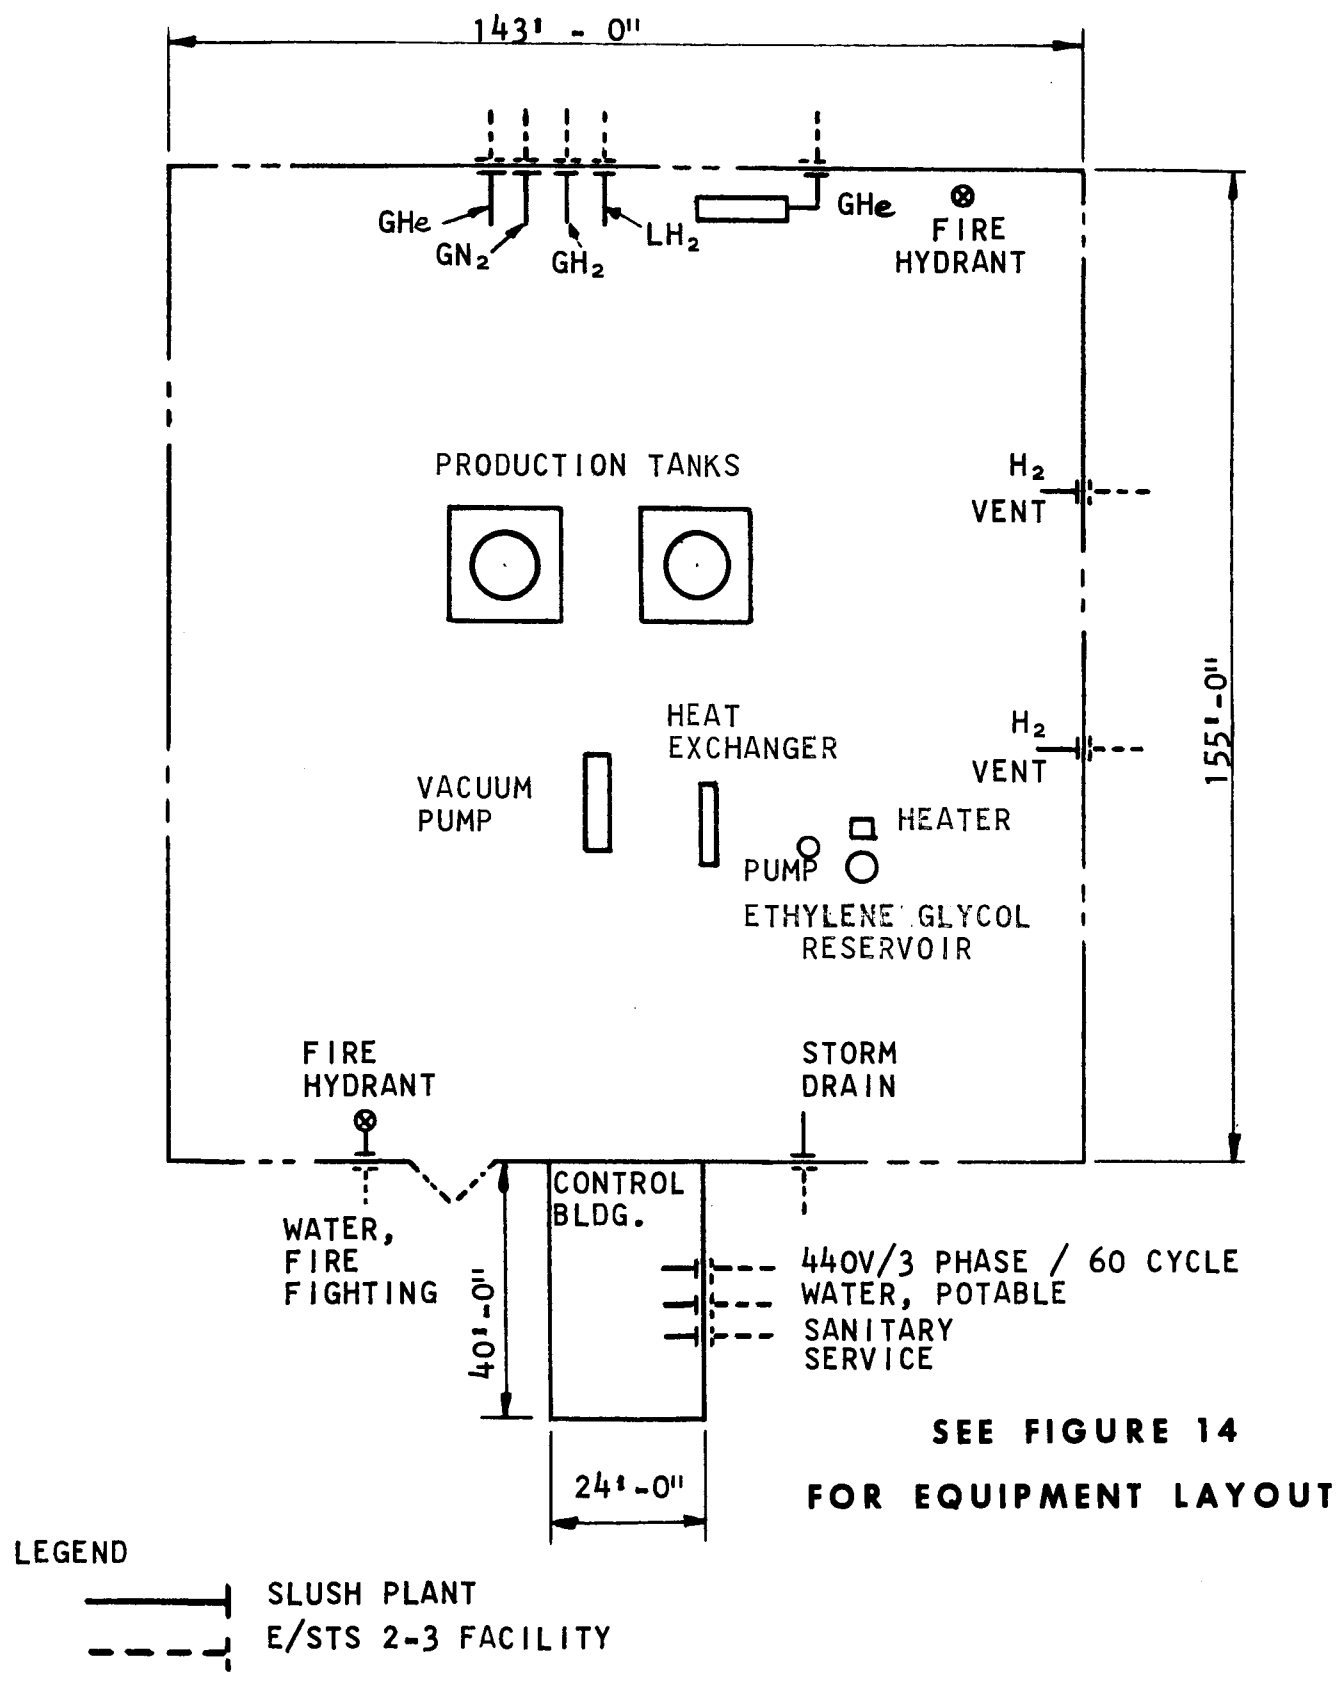 143' - 0"
GHe
GN₂
GH₂
LH₂
GHe
FIRE
HYDRANT
PRODUCTION TANKS
H₂
VENT
HEAT
EXCHANGER
H₂
VENT
155'-0"
VACUUM
PUMP
HEATER
PUMP
ETHYLENE GLYCOL
RESERVOIR
FIRE
HYDRANT
STORM
DRAIN
CONTROL
BLDG.
WATER,
FIRE
FIGHTING
40'-0"
440V/3 PHASE / 60 CYCLE
WATER, POTABLE
SANITARY
SERVICE
SEE FIGURE 14
FOR EQUIPMENT LAYOUT
24'-0"
LEGEND
SLUSH PLANT
E/STS 2-3 FACILITY